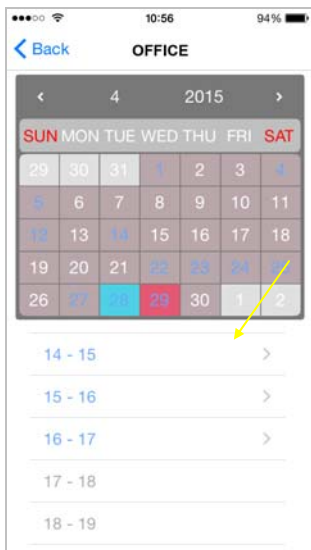 10:56 94%
Back OFFICE
4 2015
SUN MON TUE WED THU FRI SAT
29 30 31 1 2 3 4
5 6 7 8 9 10 11
12 13 14 15 16 17 18
19 20 21 22 23 24 25
26 27 28 29 30 1 2
14 - 15
15 - 16
16 - 17
17 - 18
18 - 19